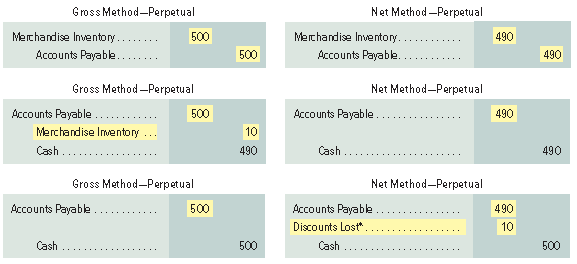 Gross Method—Perpetual Net Method—Perpetual
Merchandise Inventory . . . . . . . . 500 Merchandise Inventory . . . . . . . . . . . . . . 490
Accounts Payable . . . . . . . . 500 Accounts Payable . . . . . . . . . . . . . . 490
Gross Method—Perpetual Net Method—Perpetual
Accounts Payable . . . . . . . . . . . . 500 Accounts Payable . . . . . . . . . . . . . . . . . . 490
Merchandise Inventory . . . 10
Cash . . . . . . . . . . . . . . . . . . 490 Cash . . . . . . . . . . . . . . . . . . . . . . 490
Gross Method—Perpetual Net Method—Perpetual
Accounts Payable . . . . . . . . . . . . 500 Accounts Payable . . . . . . . . . . . . . . . . . . 490
Discounts Lost* . . . . . . . . . . . . . . . . . . . 10
Cash . . . . . . . . . . . . . . . . . . 500 Cash . . . . . . . . . . . . . . . . . . . . . . 500